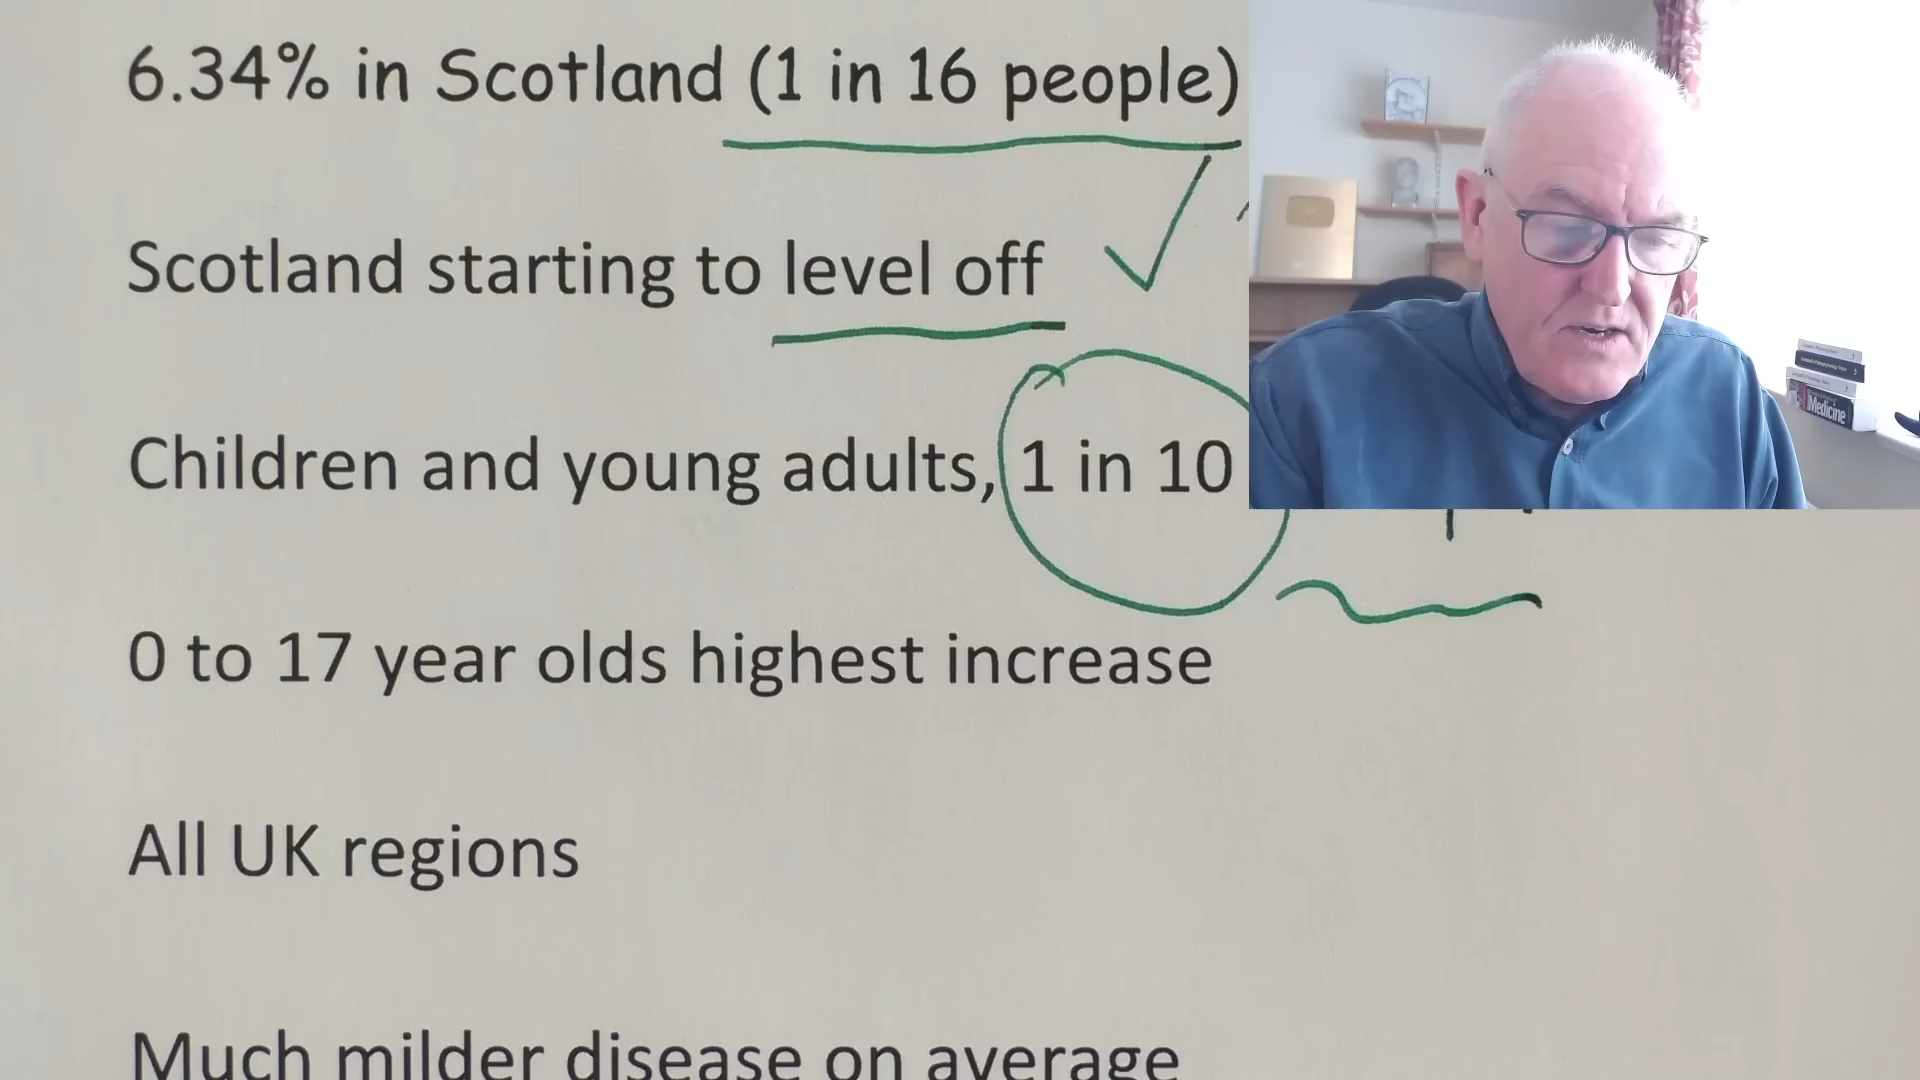 6.34% in Scotland (1 in 16 people)
Scotland starting to level off
Children and young adults, 1 in 10
0 to 17 year olds highest increase
All UK regions
Much milder disease on average
Medicine